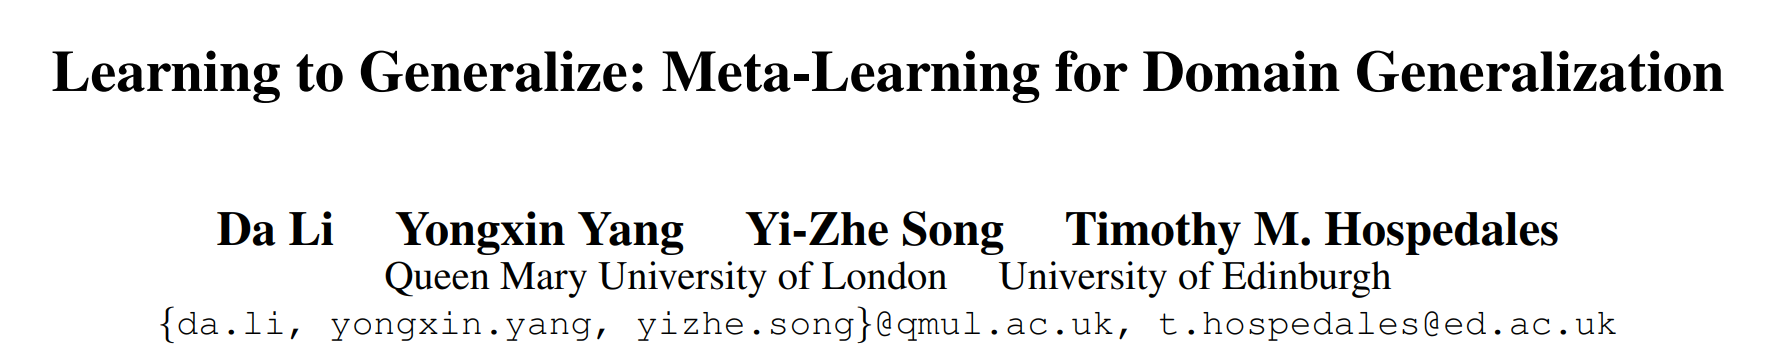 Learning to Generalize: Meta-Learning for Domain Generalization
Da Li Yongxin Yang Yi-Zhe Song Timothy M. Hospedales
Queen Mary University of London University of Edinburgh
{da.li, yongxin.yang, yizhe.song}@qmul.ac.uk, t.hospedales@ed.ac.uk